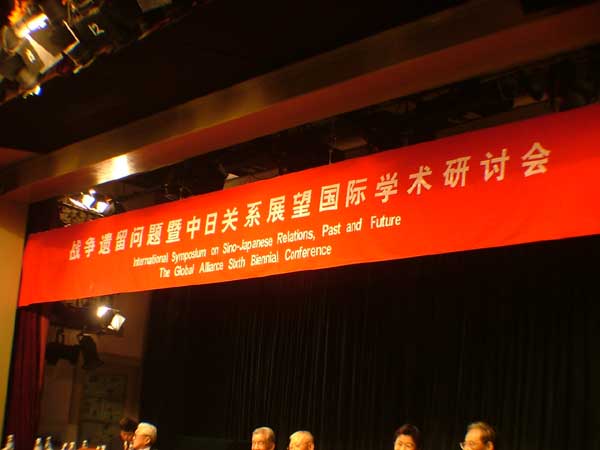 12
战争遗留问题暨中日关系展望国际学术研讨会
International Symposium on Sino-Japanese Relations, Past and Future
The Global Alliance Sixth Biennial Conference